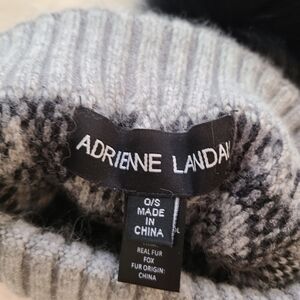 ADRIENNE LANDAU
O/S
MADE
IN
CHINA
REAL FUR
FOX
FUR ORIGIN:
CHINA